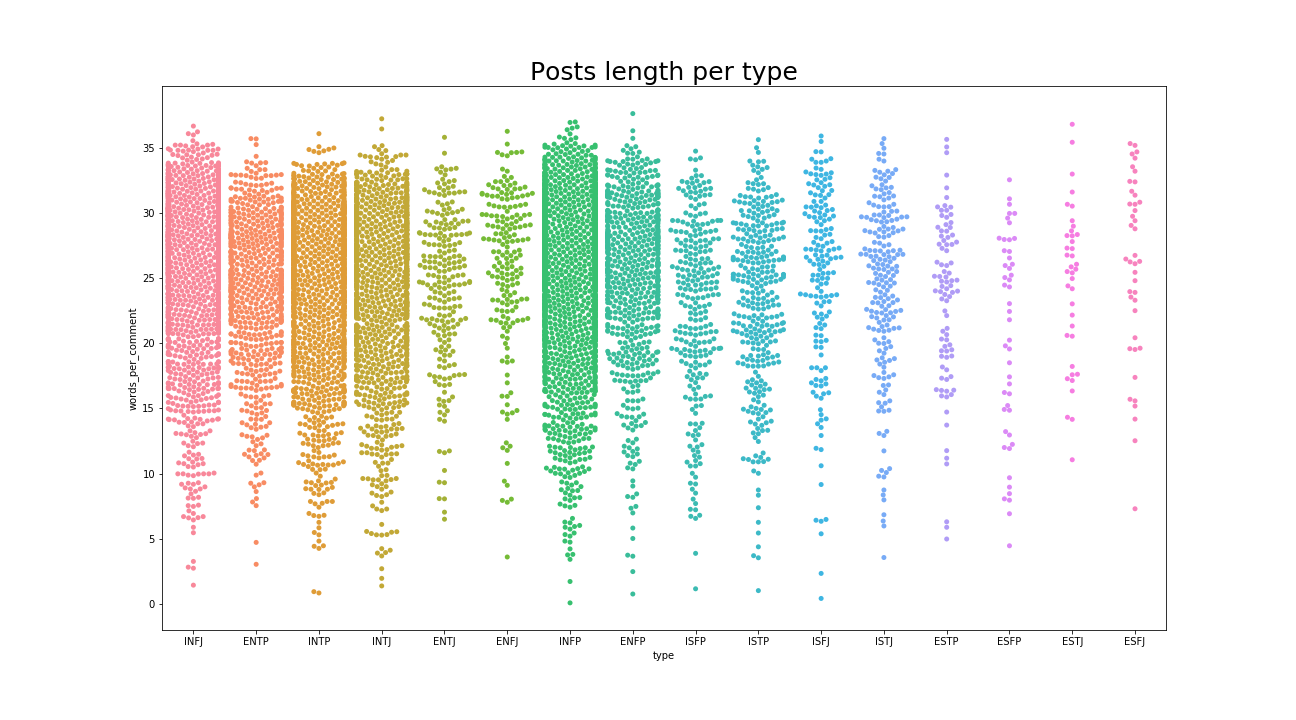 Posts length per type
words_per_comment
35
30
25
20
15
10
5
0
INFJ ENTP INTP INTJ ENTJ ENFJ INFP ENFP ISFP ISTP ISFJ ISTJ ESTP ESFP ESTJ ESFJ
type